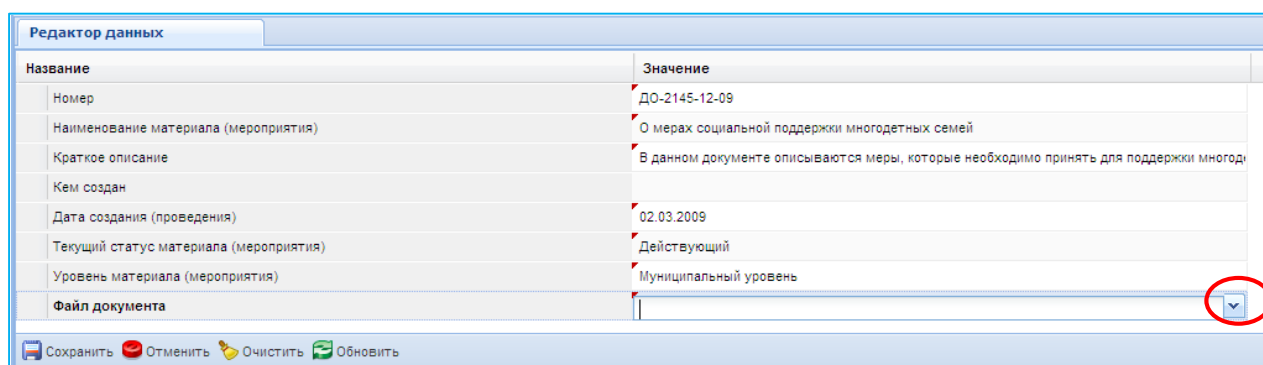 Редактор данных
Название Значение
Номер ДО-2145-12-09
Наименование материала (мероприятия) О мерах социальной поддержки многодетных семей
Краткое описание В данном документе описываются меры, которые необходимо принять для поддержки многод
Кем создан
Дата создания (проведения) 02.03.2009
Текущий статус материала (мероприятия) Действующий
Уровень материала (мероприятия) Муниципальный уровень
Файл документа
Сохранить Отменить Очистить Обновить